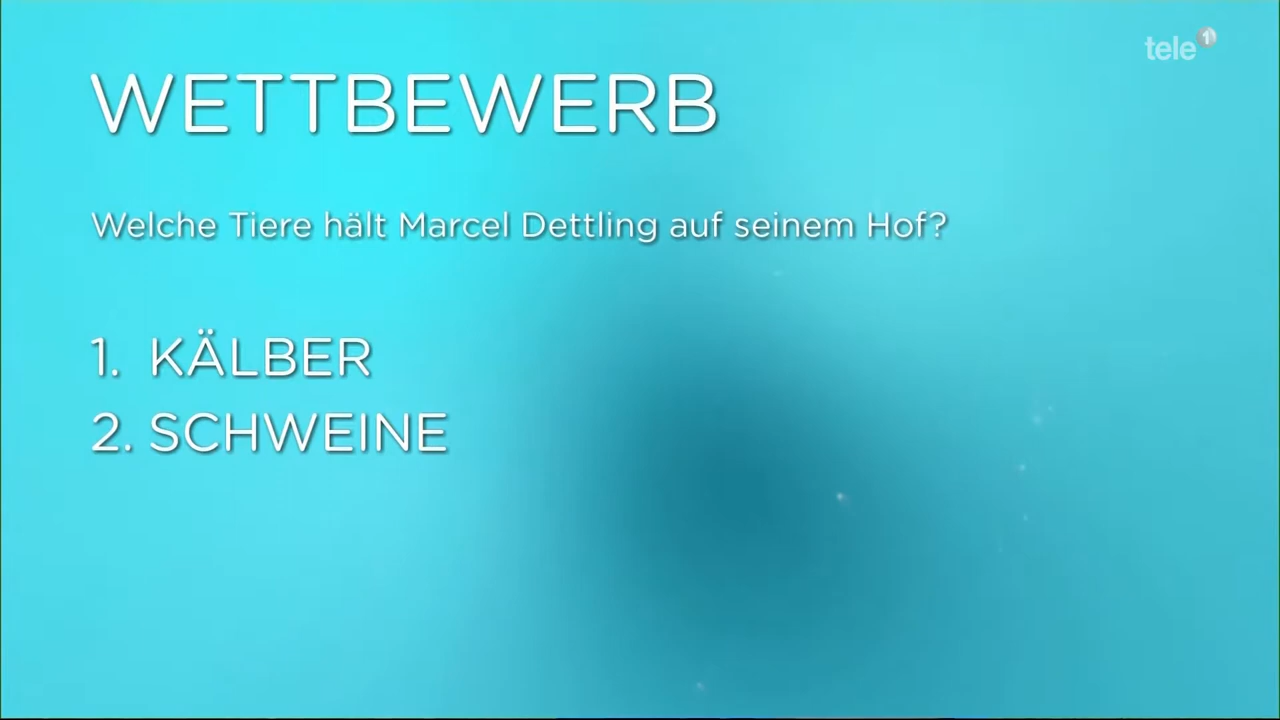 tele 1
WETTBEWERB
Welche Tiere hält Marcel Dettling auf seinem Hof?
1. KÄLBER
2. SCHWEINE